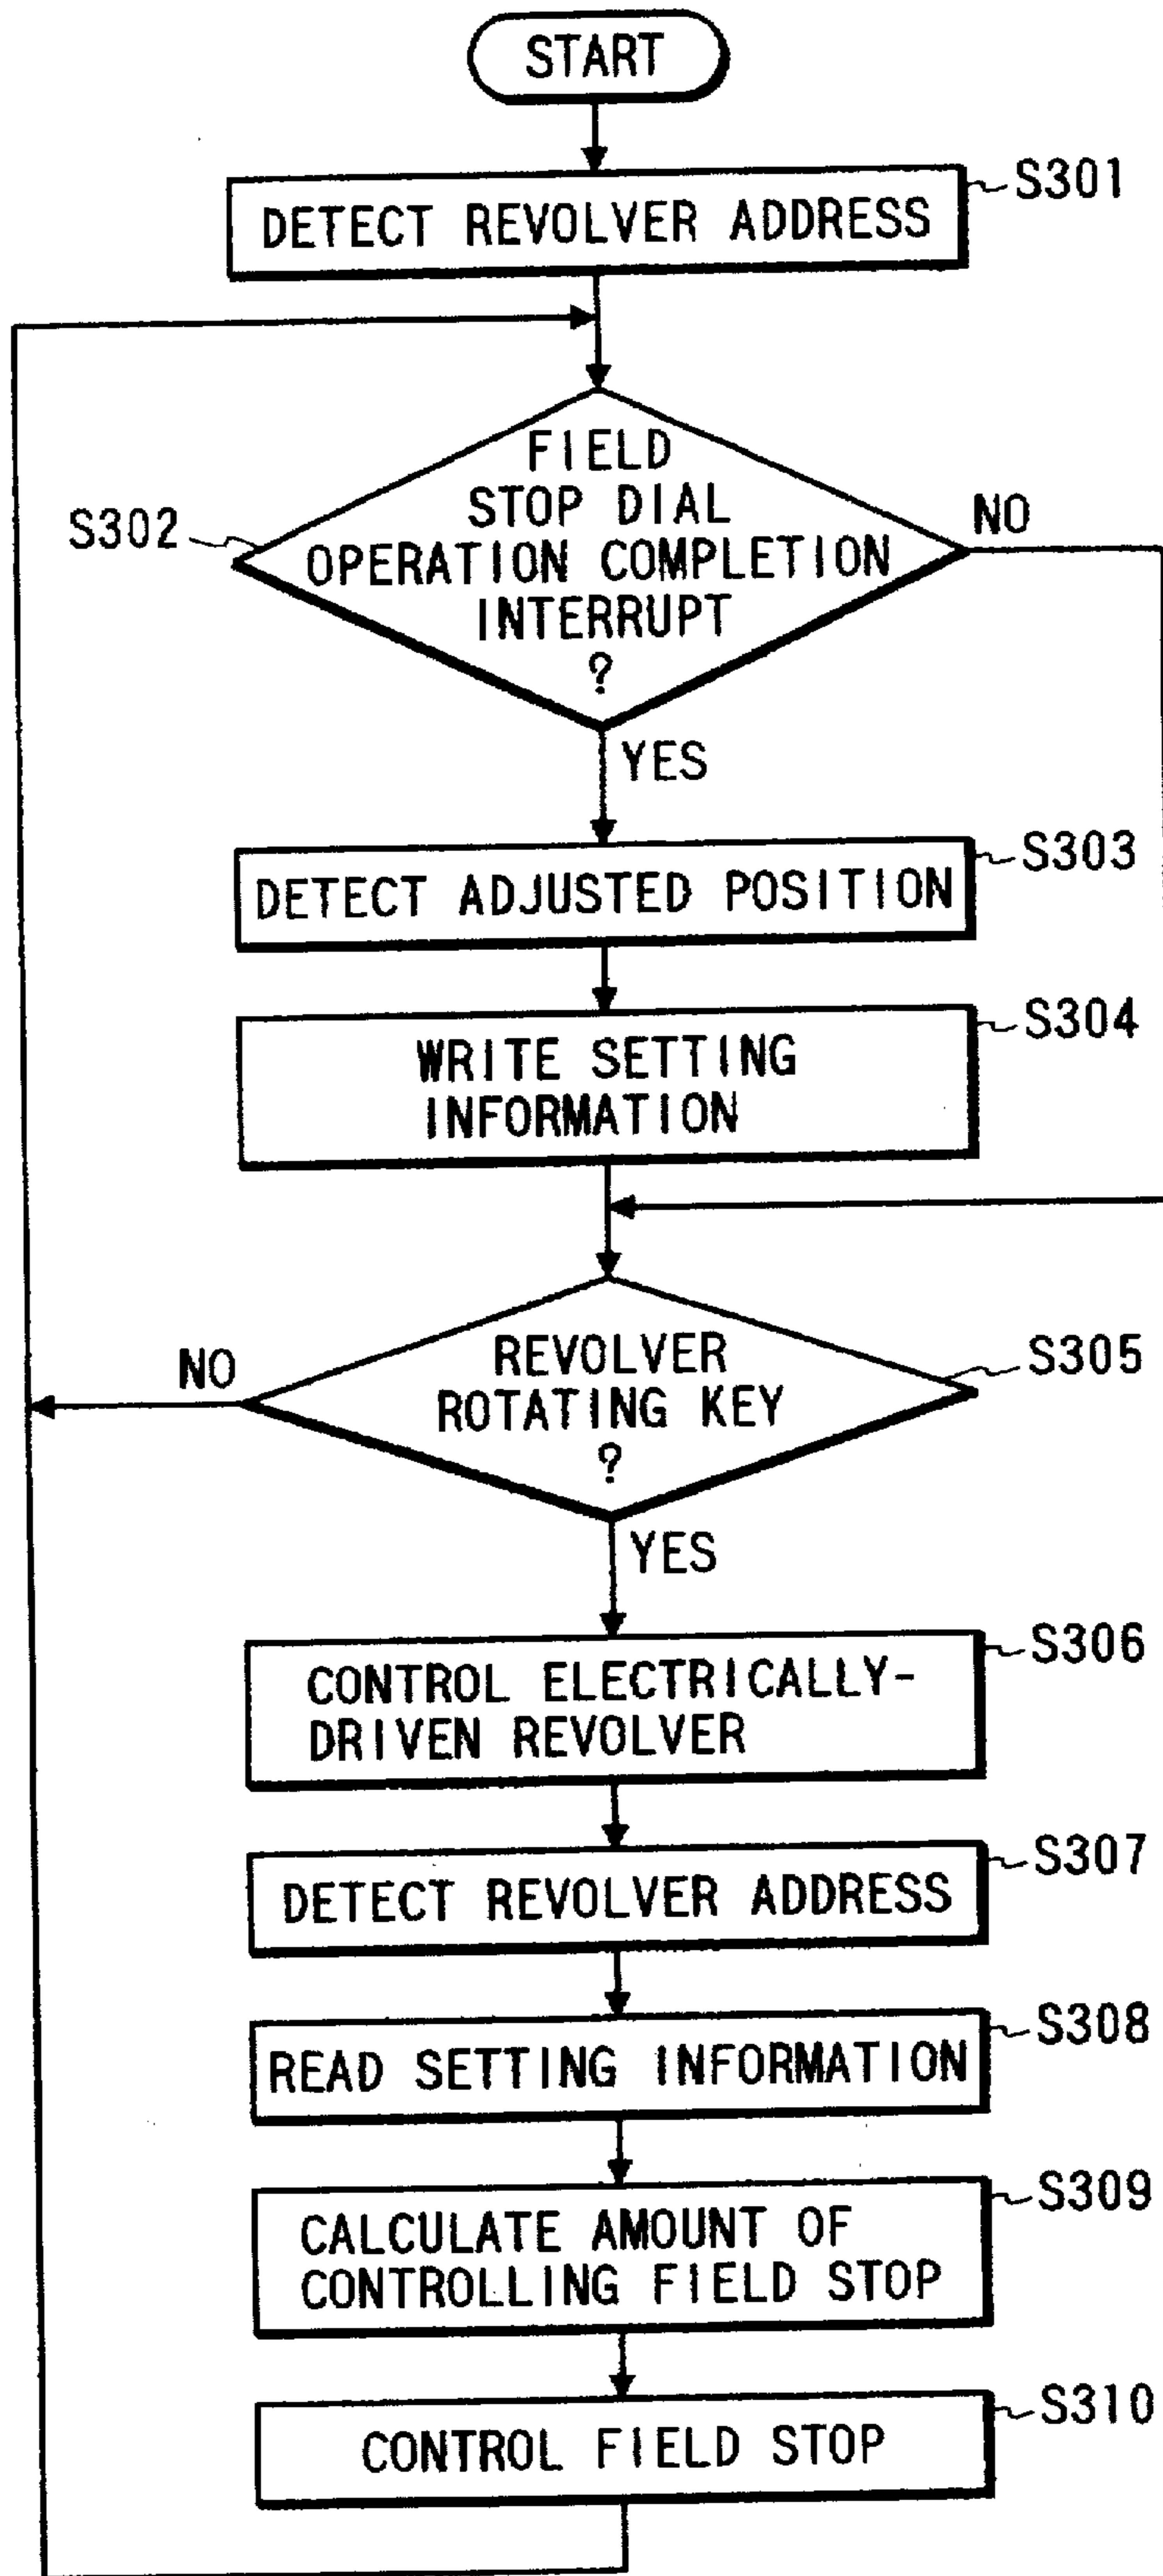 START
DETECT REVOLVER ADDRESS
S301
FIELD
STOP DIAL
OPERATION COMPLETION
INTERRUPT
?
S302
NO
YES
DETECT ADJUSTED POSITION
S303
WRITE SETTING
INFORMATION
S304
REVOLVER
ROTATING KEY
?
S305
NO
YES
CONTROL ELECTRICALLY-
DRIVEN REVOLVER
S306
DETECT REVOLVER ADDRESS
S307
READ SETTING INFORMATION
S308
CALCULATE AMOUNT OF
CONTROLLING FIELD STOP
S309
CONTROL FIELD STOP
S310